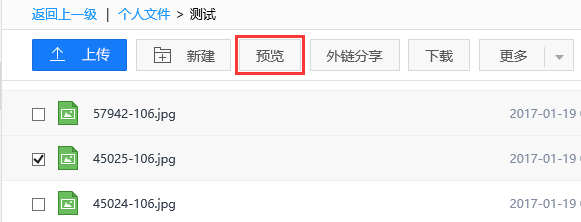 返回上一级 | 个人文件 > 测试
上传 新建 预览 外链分享 下载 更多
57942-106.jpg 2017-01-19
45025-106.jpg 2017-01-19
45024-106.jpg 2017-01-19